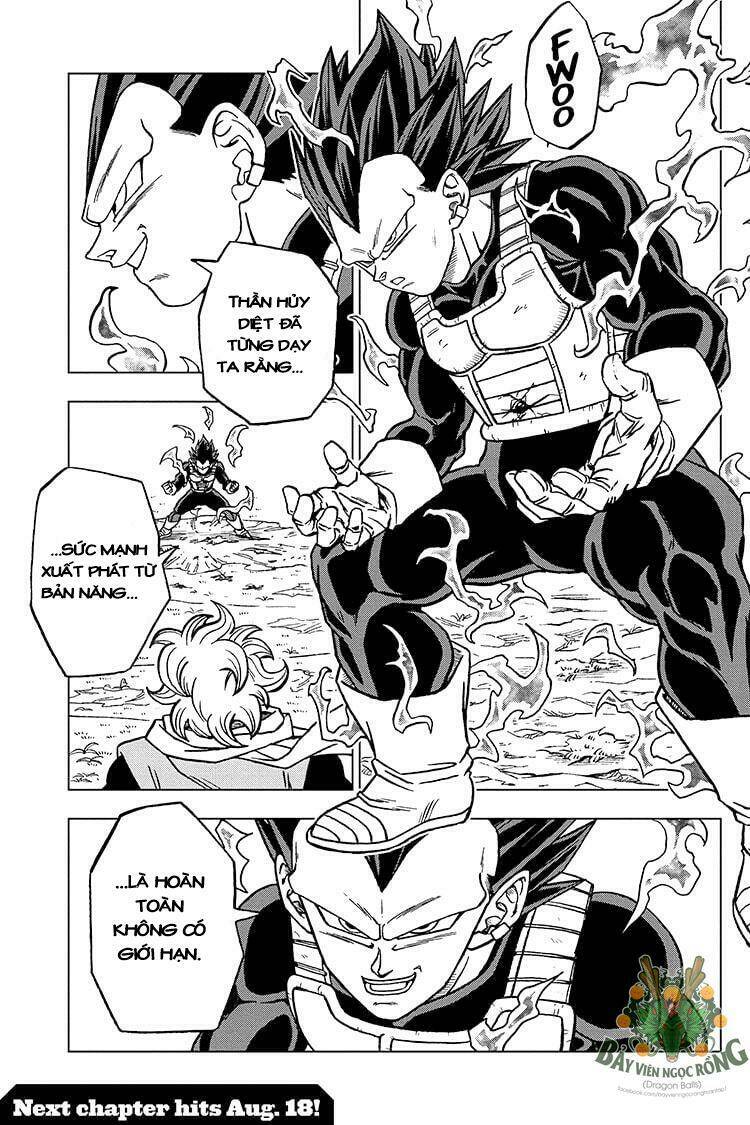 FWOO
THẦN HỦY
DIỆT ĐÃ
TỪNG DẠY
TA RẰNG...
...SỨC MẠNH
XUẤT PHÁT TỪ
BẢN NĂNG...
...LÀ HOÀN
TOÀN
KHÔNG CÓ
GIỚI HẠN.
BẢY VIÊN NGỌC RỒNG
(Dragon Balls)
Next chapter hits Aug. 18!